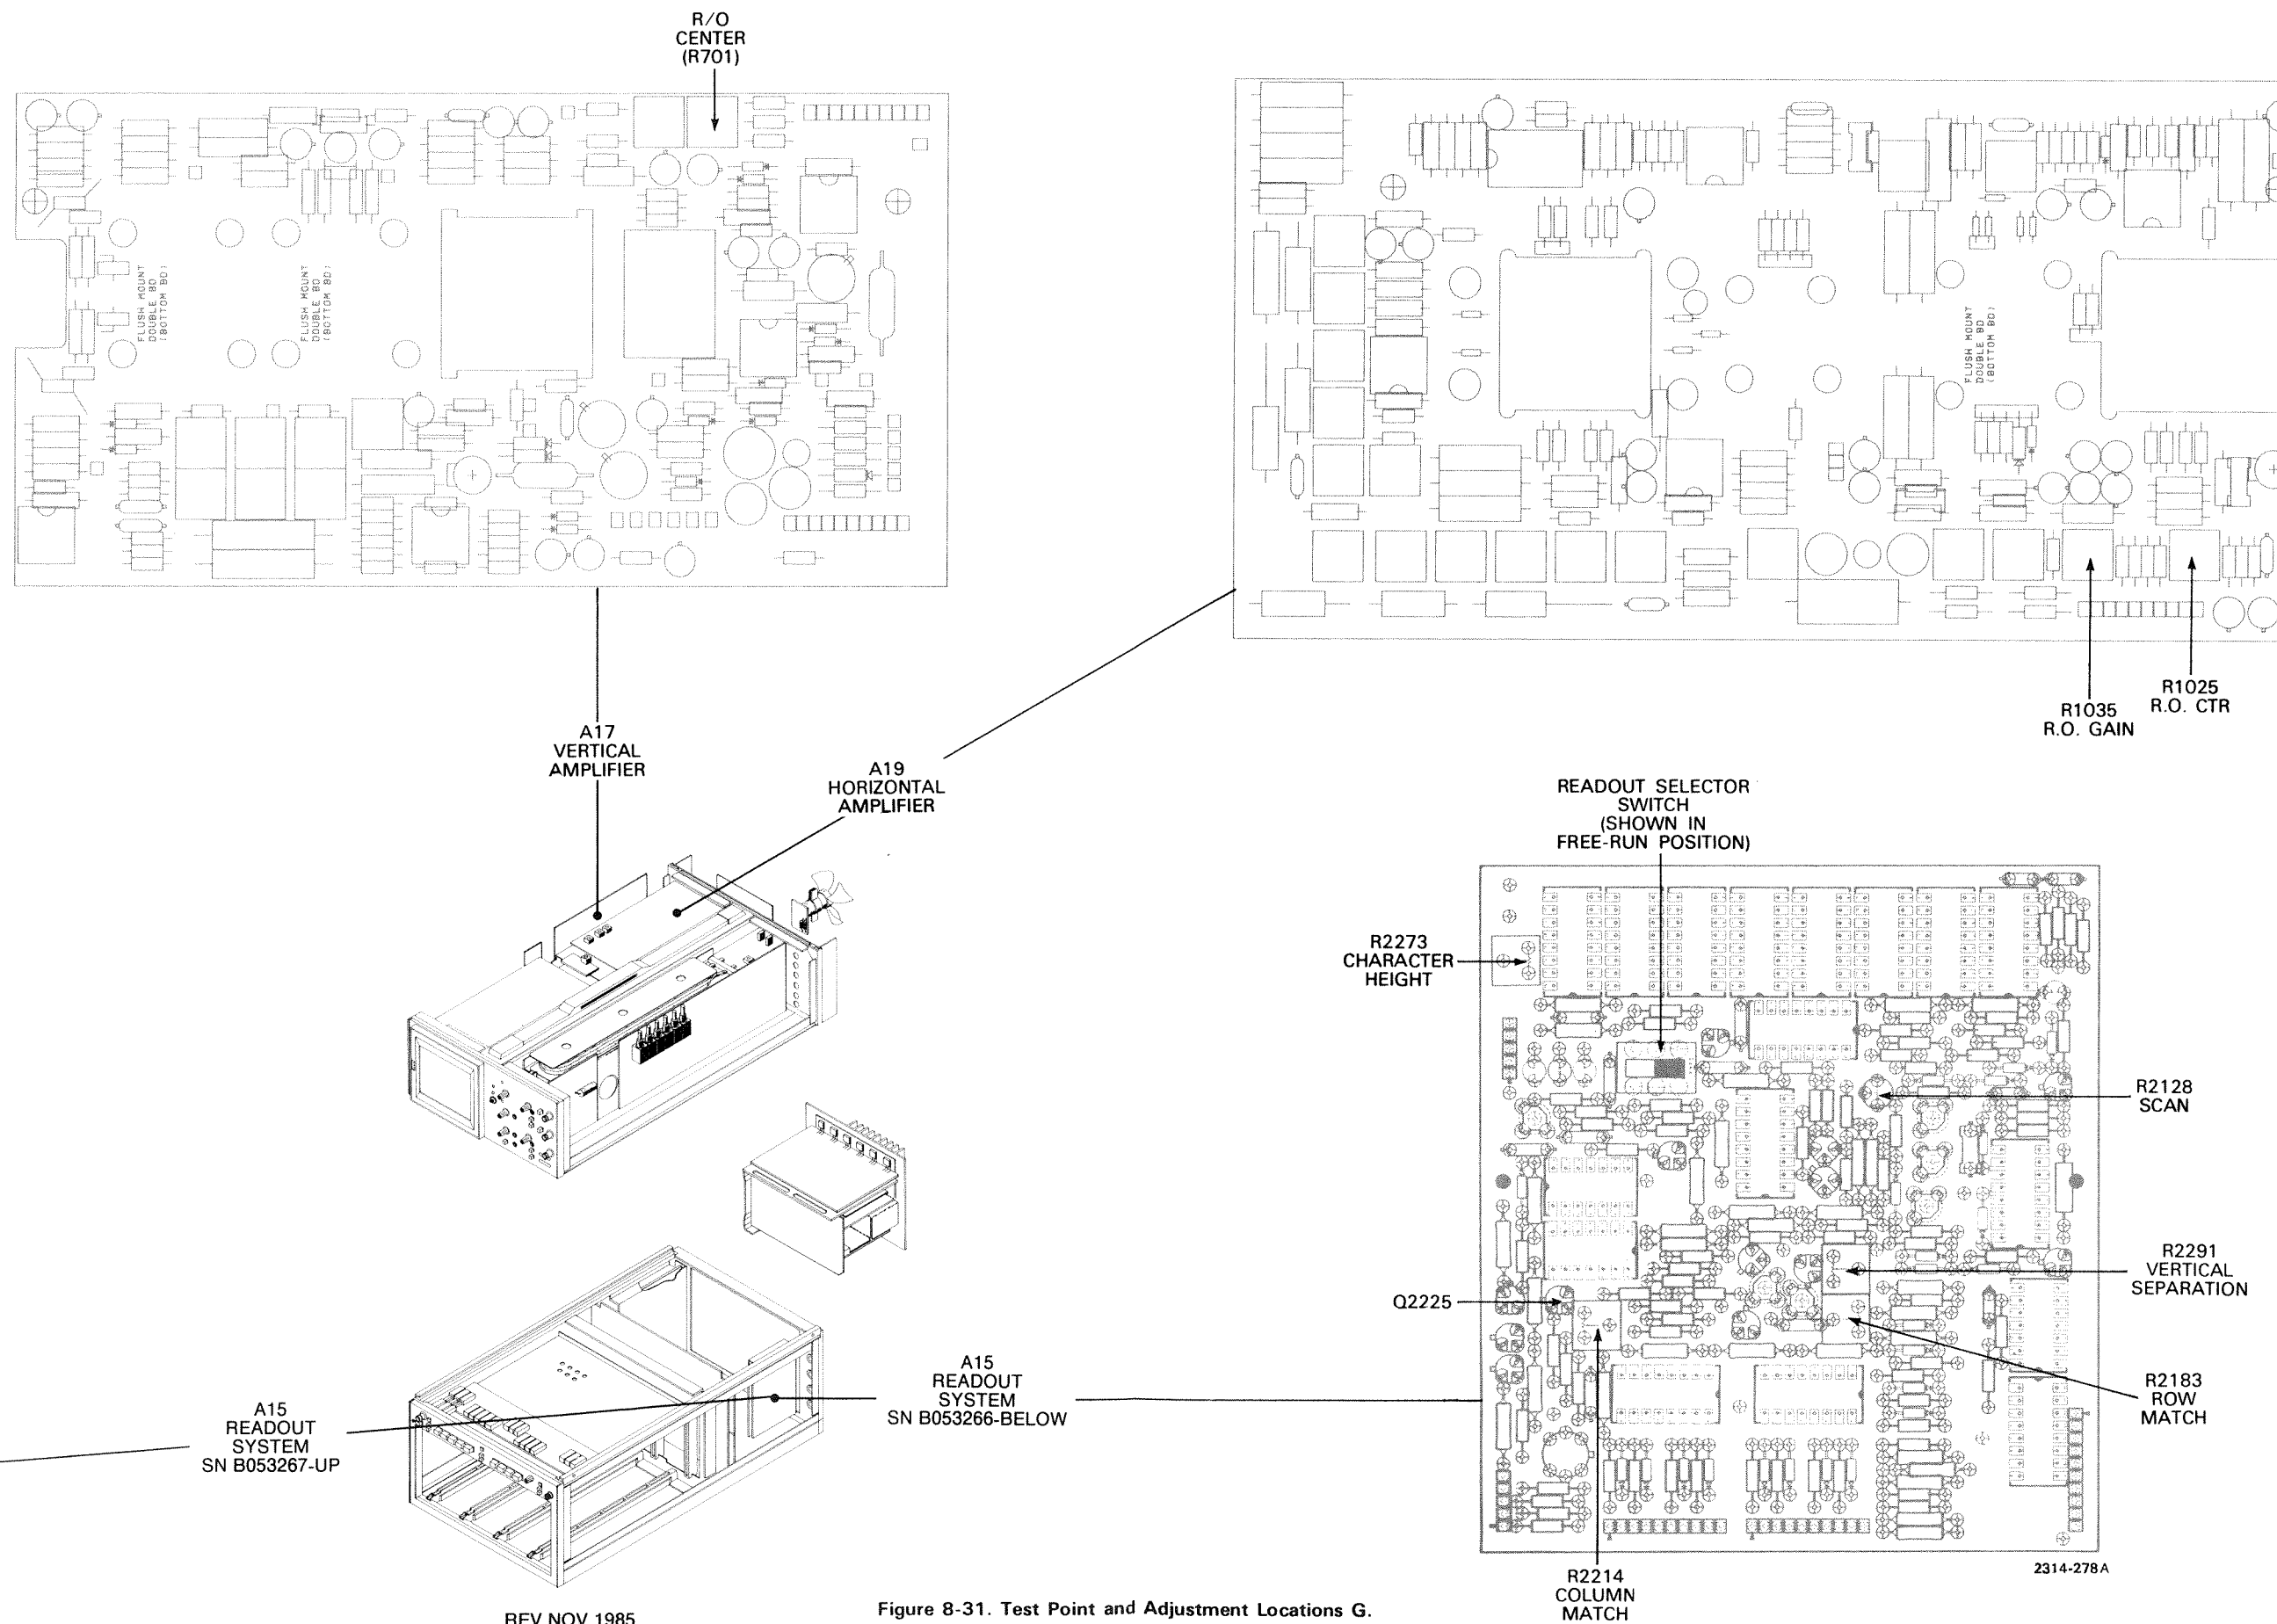 R/O
CENTER
(R701)
FLUSH MOUNT
DOUBLE BD
(BOTTOM BD)
FLUSH MOUNT
DOUBLE BD
(BOTTOM BD)
FLUSH MOUNT
DOUBLE BD
(BOTTOM BD)
R1035
R.O. GAIN
R1025
R.O. CTR
A17
VERTICAL
AMPLIFIER
A19
HORIZONTAL
AMPLIFIER
READOUT SELECTOR
SWITCH
(SHOWN IN
FREE-RUN POSITION)
R2273
CHARACTER
HEIGHT
R2128
SCAN
R2291
VERTICAL
SEPARATION
Q2225
R2183
ROW
MATCH
A15
READOUT
SYSTEM
SN B053266-BELOW
A15
READOUT
SYSTEM
SN B053267-UP
R2214
COLUMN
MATCH
2314-278A
REV NOV 1985
Figure 8-31. Test Point and Adjustment Locations G.